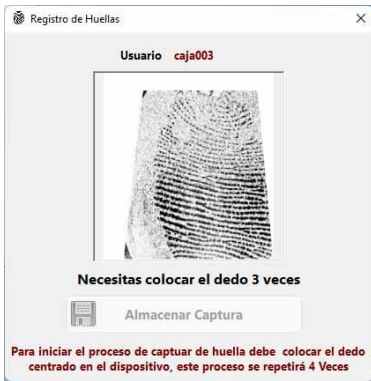 Registro de Huellas
Usuario caja003
Necesitas colocar el dedo 3 veces
Almacenar Captura
Para iniciar el proceso de captuar de huella debe colocar el dedo
centrado en el dispositivo, este proceso se repetirá 4 Veces